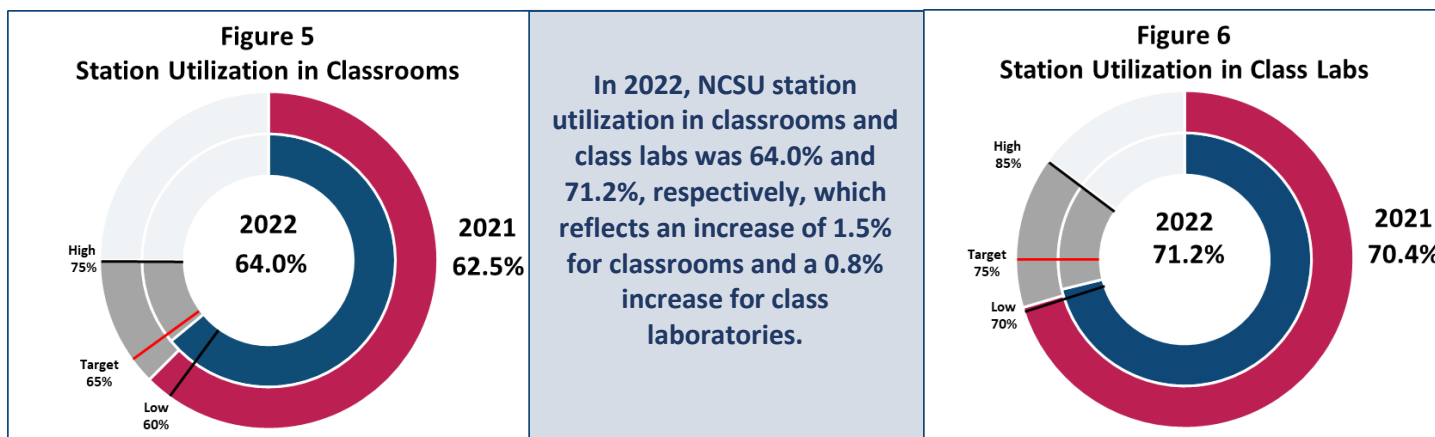 Figure 5
Station Utilization in Classrooms
2022
64.0%
2021
62.5%
High
75%
Target
65%
Low
60%
In 2022, NCSU station
utilization in classrooms and
class labs was 64.0% and
71.2%, respectively, which
reflects an increase of 1.5%
for classrooms and a 0.8%
increase for class
laboratories.
Figure 6
Station Utilization in Class Labs
High
85%
2022
71.2%
2021
70.4%
Target
75%
Low
70%